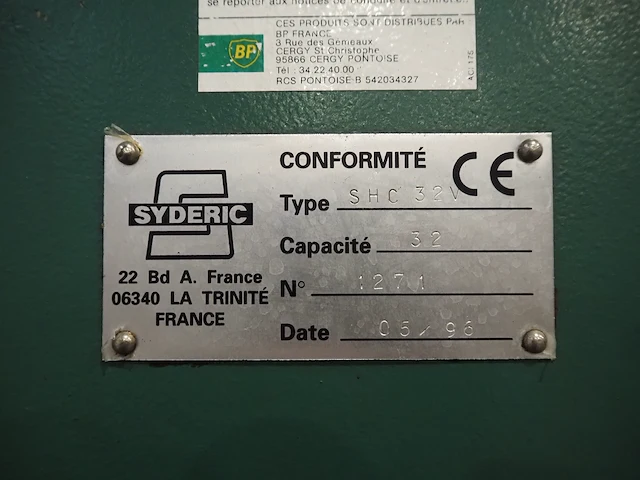 se reporter aux notices de conduite et d'entretien
CES PRODUITS SONT DISTRIBUES PAR
BP FRANCE
3 Rue des Gémeaux
CERGY St Christophe
95866 CERGY PONTOISE
Tél : 34.22.40.00
RCS PONTOISE B 542034327
BP
ACI 175
CONFORMITÉ CE
Type SHC 32V
Capacité 32
N° 1271
Date 05/96
SYDERIC
22 Bd A. France
06340 LA TRINITÉ
FRANCE